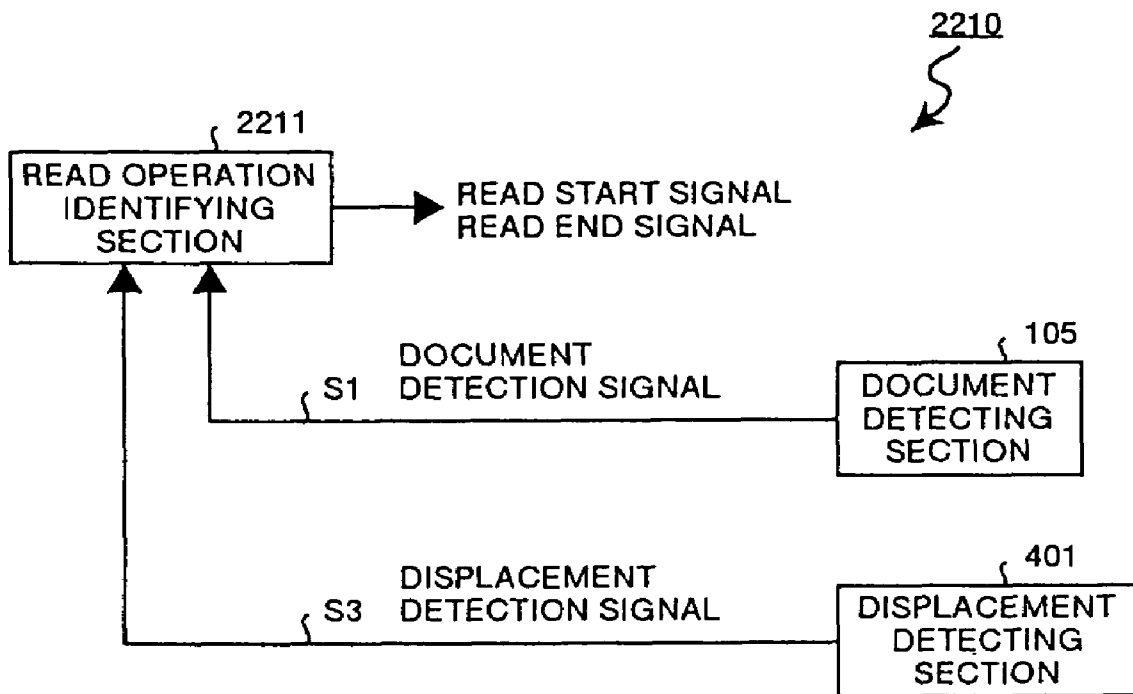 2210
2211
READ OPERATION
IDENTIFYING
SECTION
READ START SIGNAL
READ END SIGNAL
105
DOCUMENT
DETECTION SIGNAL
S1
DOCUMENT
DETECTING
SECTION
401
DISPLACEMENT
DETECTION SIGNAL
S3
DISPLACEMENT
DETECTING
SECTION